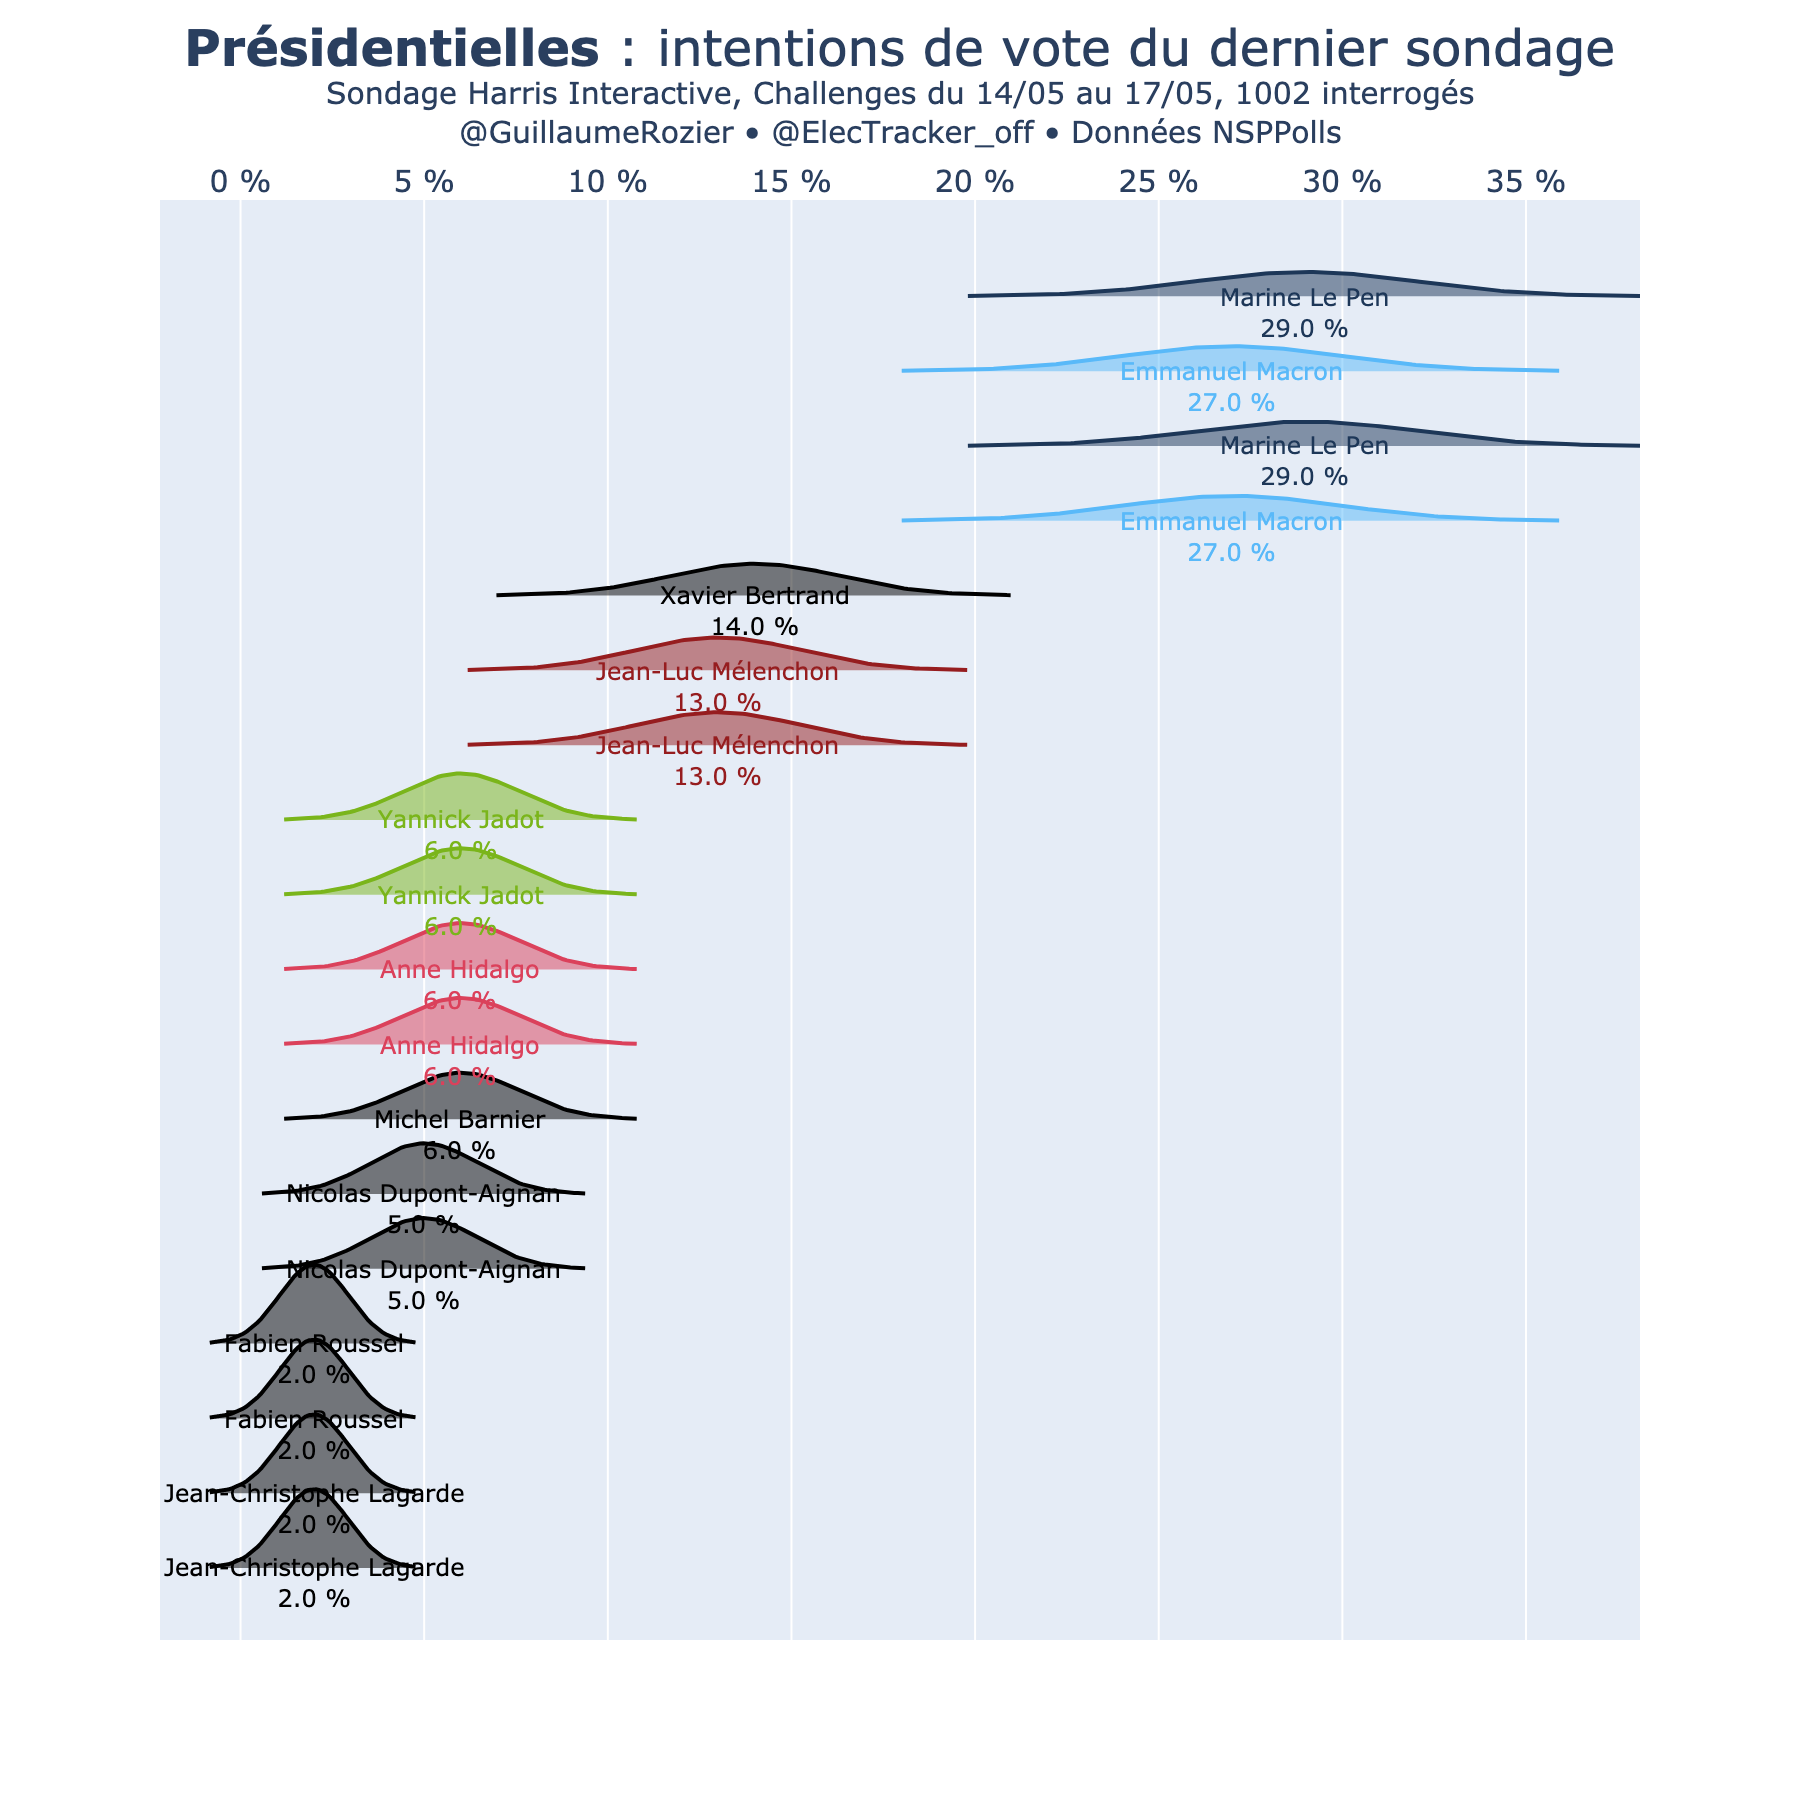 Présidentielles : intentions de vote du dernier sondage
Sondage Harris Interactive, Challenges du 14/05 au 17/05, 1002 interrogés
@GuillaumeRozier • @ElecTracker_off • Données NSPPolls
0 % 5 % 10 % 15 % 20 % 25 % 30 % 35 %
Marine Le Pen
29.0 %
Emmanuel Macron
27.0 %
Marine Le Pen
29.0 %
Emmanuel Macron
27.0 %
Xavier Bertrand
14.0 %
Jean-Luc Mélenchon
13.0 %
Jean-Luc Mélenchon
13.0 %
Yannick Jadot
6.0 %
Yannick Jadot
6.0 %
Anne Hidalgo
6.0 %
Anne Hidalgo
6.0 %
Michel Barnier
6.0 %
Nicolas Dupont-Aignan
5.0 %
Nicolas Dupont-Aignan
5.0 %
Fabien Roussel
2.0 %
Fabien Roussel
2.0 %
Jean-Christophe Lagarde
2.0 %
Jean-Christophe Lagarde
2.0 %